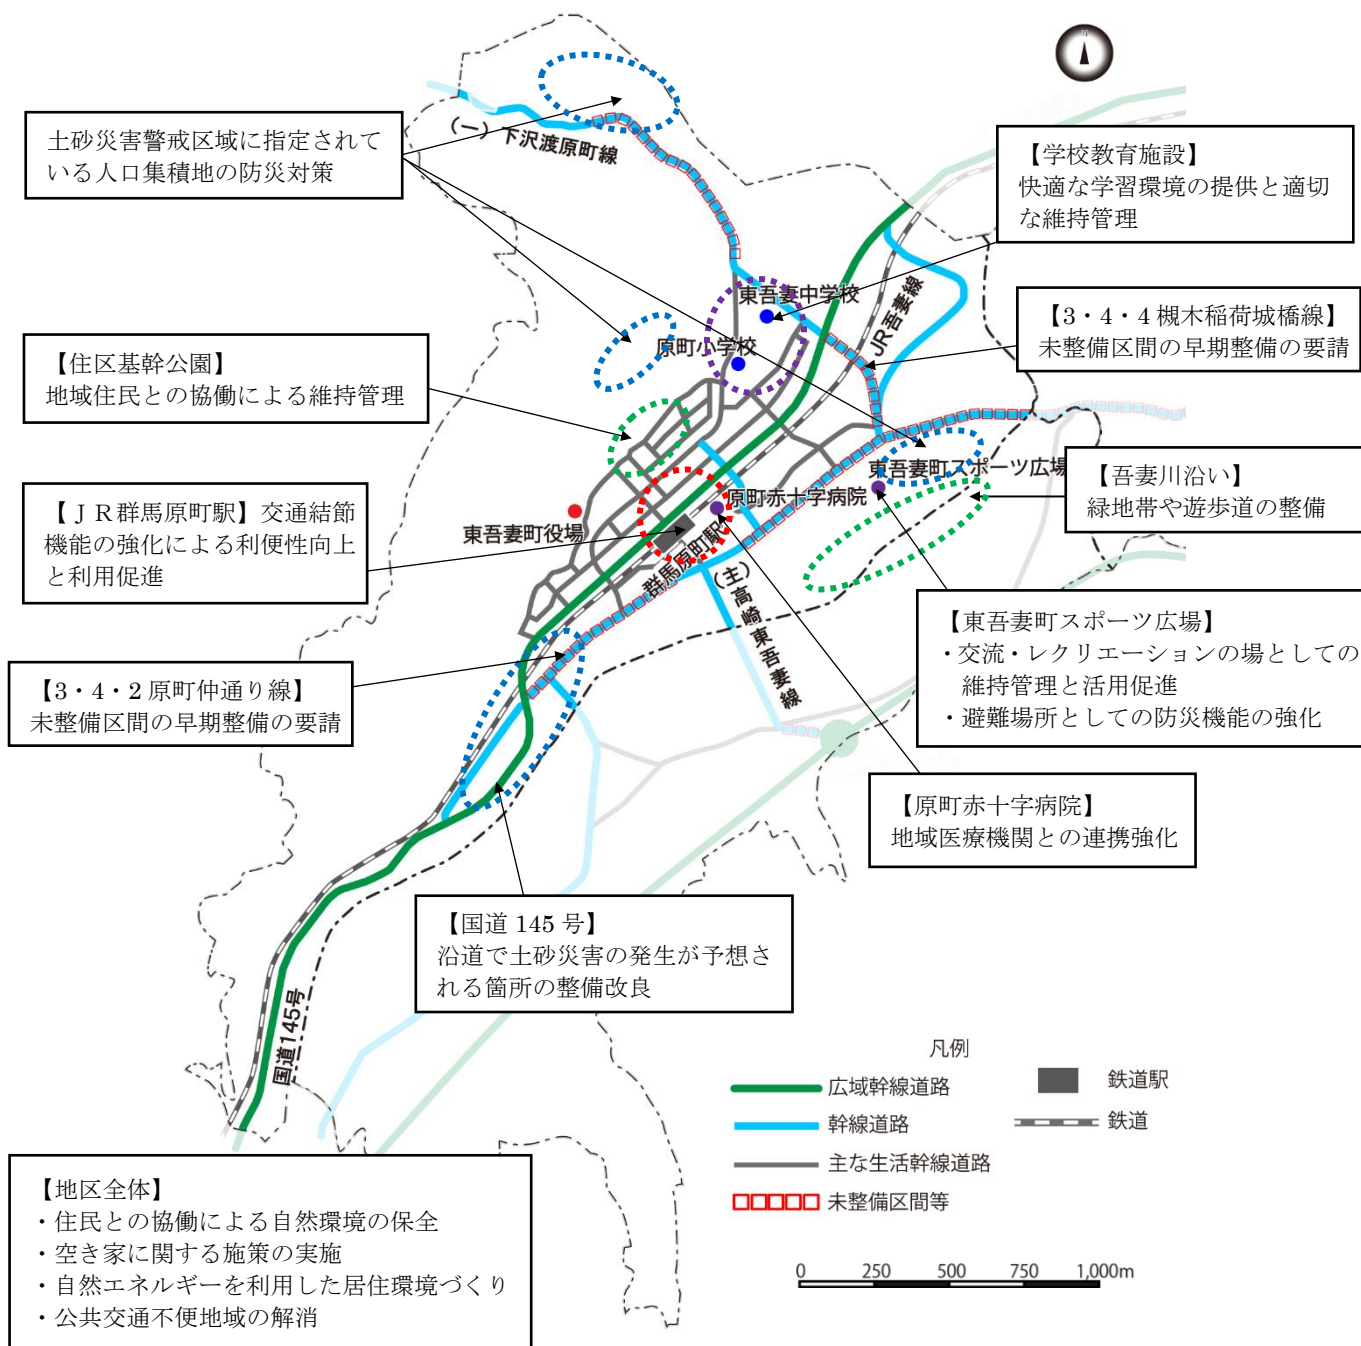 土砂災害警戒区域に指定されて
いる人口集積地の防災対策
(一)下沢渡原町線
【学校教育施設】
快適な学習環境の提供と適切
な維持管理
東吾妻中学校
JR吾妻線
【3・4・4 槻木稲荷城橋線】
未整備区間の早期整備の要請
原町小学校
【住区基幹公園】
地域住民との協働による維持管理
東吾妻町スポーツ広場
【吾妻川沿い】
緑地帯や遊歩道の整備
原町赤十字病院
【ＪＲ群馬原町駅】交通結節
機能の強化による利便性向上
と利用促進
東吾妻町役場
群馬原町駅
(主)高崎東吾妻線
【東吾妻町スポーツ広場】
・交流・レクリエーションの場としての
維持管理と活用促進
・避難場所としての防災機能の強化
【3・4・2 原町仲通り線】
未整備区間の早期整備の要請
【原町赤十字病院】
地域医療機関との連携強化
【国道 145 号】
沿道で土砂災害の発生が予想さ
れる箇所の整備改良
国道145号
凡例
広域幹線道路
鉄道駅
幹線道路
鉄道
主な生活幹線道路
未整備区間等
【地区全体】
・住民との協働による自然環境の保全
・空き家に関する施策の実施
・自然エネルギーを利用した居住環境づくり
・公共交通不便地域の解消
0 250 500 750 1,000m